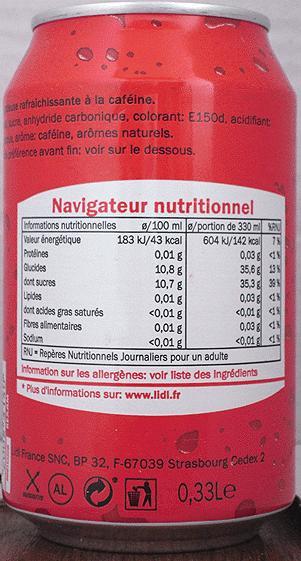 rafraîchissante à la caféine.
sucre, anhydride carbonique, colorant: E150d, acidifiant:
arôme: caféine, arômes naturels.
préférence avant fin: voir sur le dessous.
Navigateur nutritionnel
Informations nutritionnelles ø/100 ml ø/portion de 330 ml %RNJ
Valeur énergétique 183 kJ/43 kcal 604 kJ/142 kcal 7 %
Protéines 0,01 g 0,03 g <1 %
Glucides 10,8 g 35,6 g 13 %
dont sucres 10,7 g 35,3 g 39 %
Lipides 0,01 g 0,03 g <1 %
dont acides gras saturés <0,01 g <0,01 g <1 %
Fibres alimentaires 0,01 g 0,03 g <1 %
Sodium <0,01 g <0,01 g <1 %
RNJ = Repères Nutritionnels Journaliers pour un adulte
Information sur les allergènes: voir liste des ingrédients
* Plus d'informations sur: www.lidl.fr
Lidl France SNC, BP 32, F-67039 Strasbourg Cedex 2
AL 0,33L℮